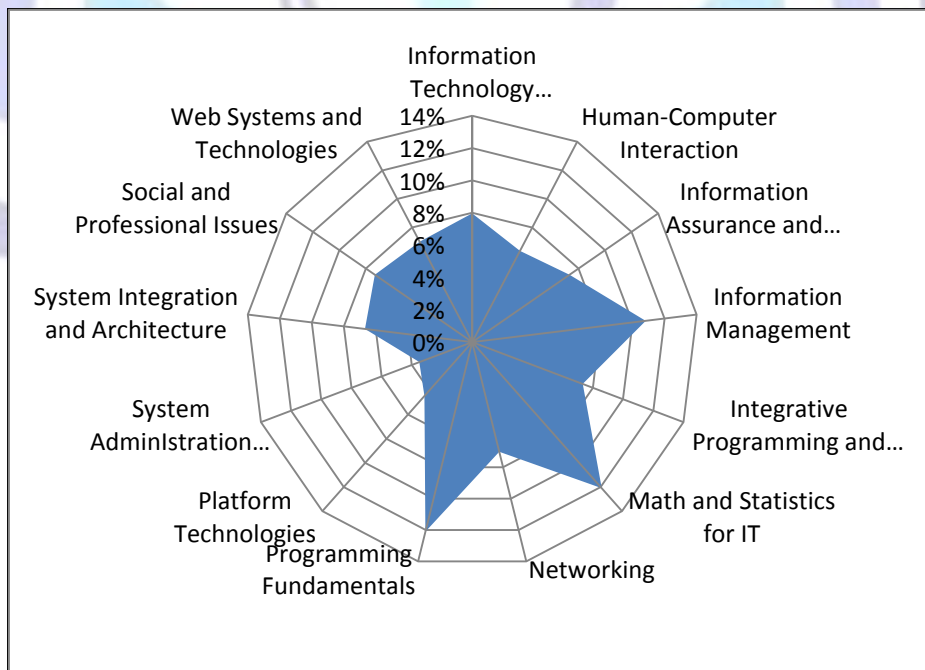 Information
Technology...
Human-Computer
Interaction
Information
Assurance and...
Information
Management
Integrative
Programming and...
Math and Statistics
for IT
Networking
Programming
Fundamentals
Platform
Technologies
System
AdminIstration...
System Integration
and Architecture
Social and
Professional Issues
Web Systems and
Technologies
14%
12%
10%
8%
6%
4%
2%
0%